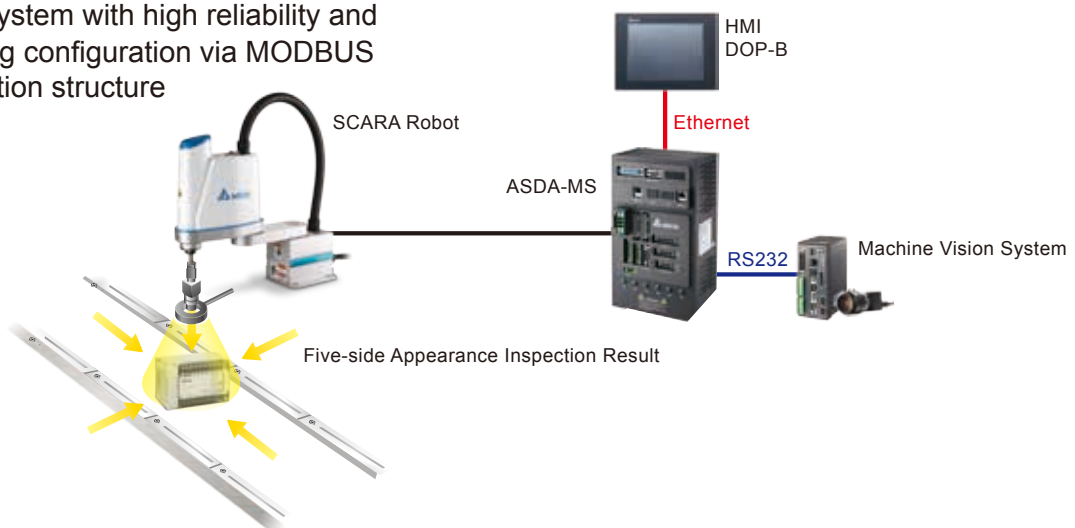 ystem with high reliability and
g configuration via MODBUS
tion structure
HMI
DOP-B
SCARA Robot
Ethernet
ASDA-MS
RS232
Machine Vision System
Five-side Appearance Inspection Result